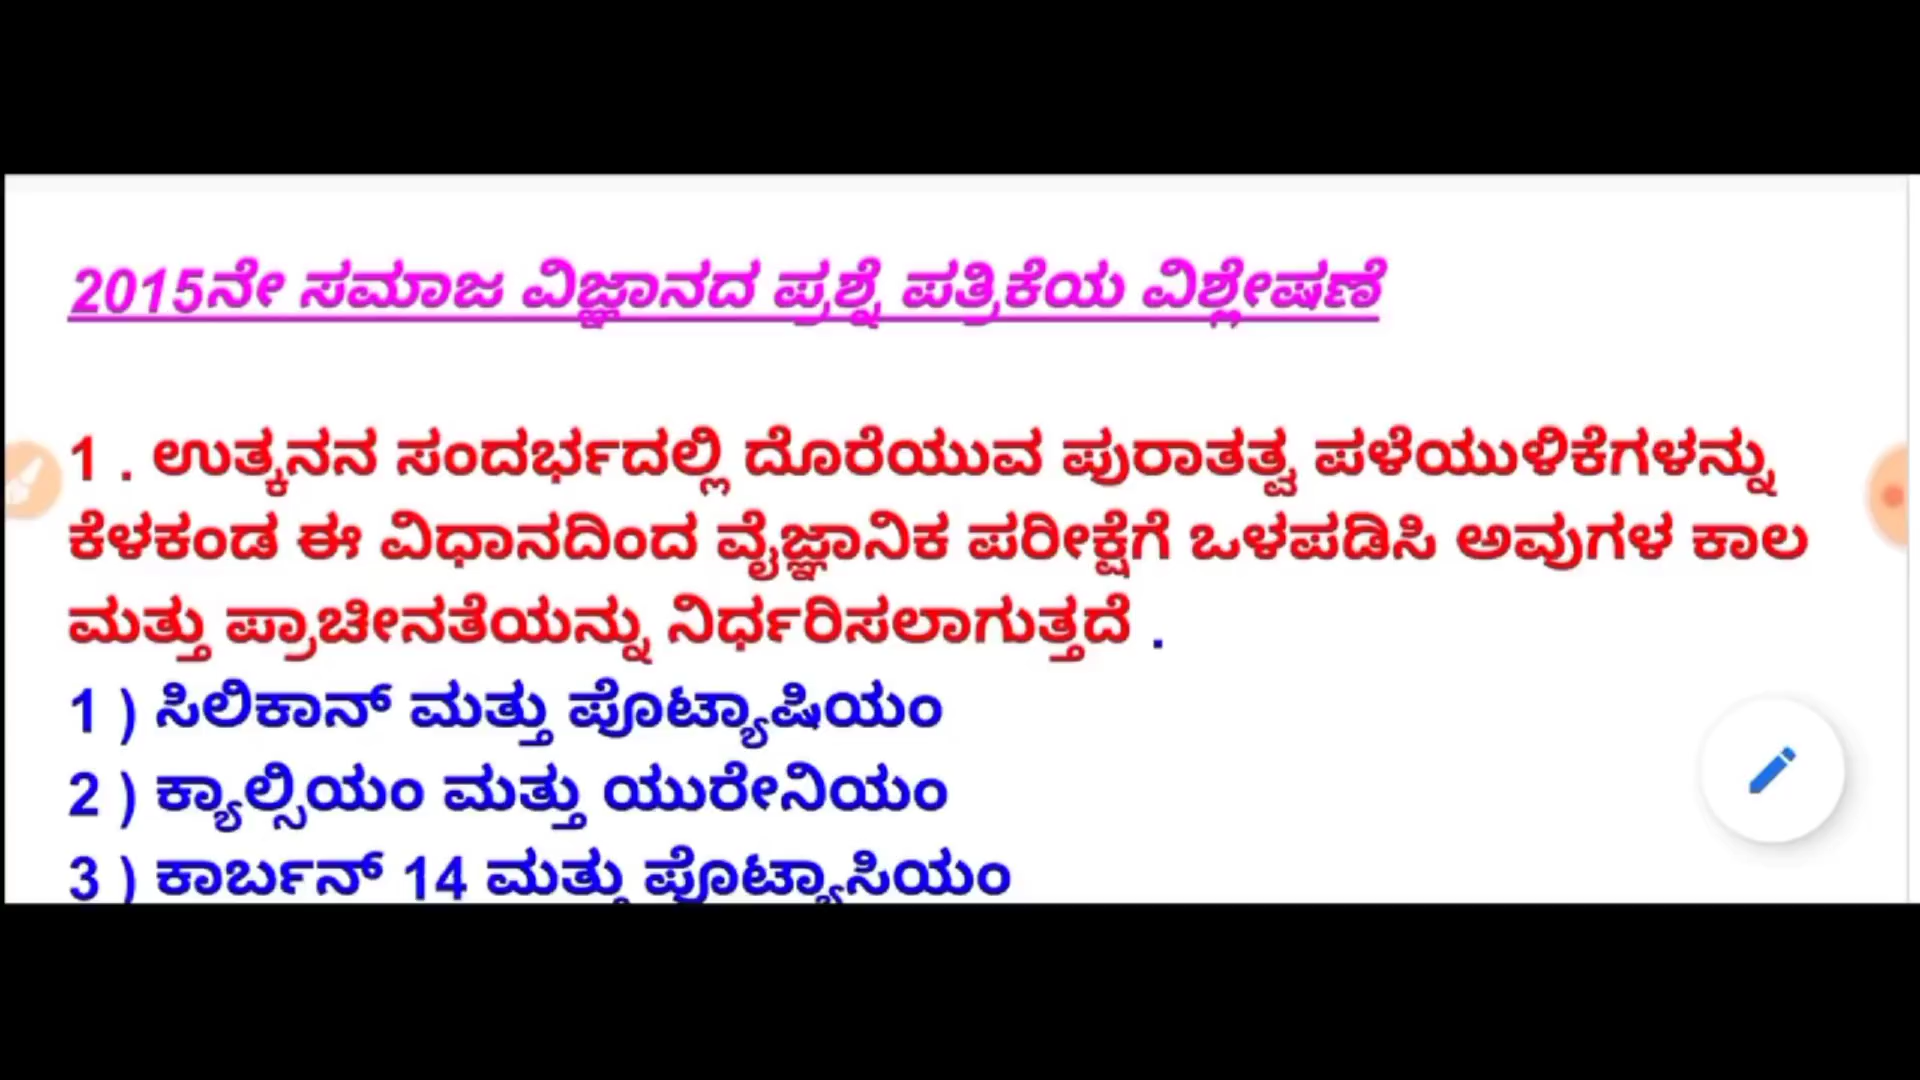 2015ನೇ ಸಮಾಜ ವಿಜ್ಞಾನದ ಪ್ರಶ್ನೆ ಪತ್ರಿಕೆಯ ವಿಶ್ಲೇಷಣೆ
1 . ಉತ್ಕನನ ಸಂದರ್ಭದಲ್ಲಿ ದೊರೆಯುವ ಪುರಾತತ್ವ ಪಳೆಯುಳಿಕೆಗಳನ್ನು
ಕೆಳಕಂಡ ಈ ವಿಧಾನದಿಂದ ವೈಜ್ಞಾನಿಕ ಪರೀಕ್ಷೆಗೆ ಒಳಪಡಿಸಿ ಅವುಗಳ ಕಾಲ
ಮತ್ತು ಪ್ರಾಚೀನತೆಯನ್ನು ನಿರ್ಧರಿಸಲಾಗುತ್ತದೆ .
1 ) ಸಿಲಿಕಾನ್ ಮತ್ತು ಪೊಟ್ಯಾಷಿಯಂ
2 ) ಕ್ಯಾಲ್ಸಿಯಂ ಮತ್ತು ಯುರೇನಿಯಂ
3 ) ಕಾರ್ಬನ್ 14 ಮತ್ತು ಪೊಟ್ಯಾಸಿಯಂ